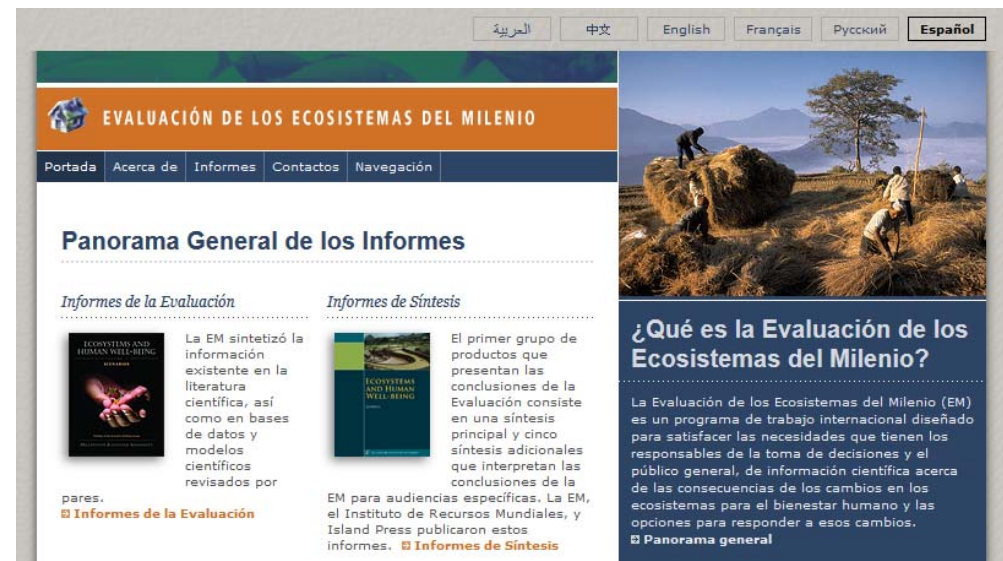 العربية
中文
English
Français
Русский
Español
EVALUACIÓN DE LOS ECOSISTEMAS DEL MILENIO
Portada
Acerca de
Informes
Contactos
Navegación
Panorama General de los Informes
Informes de la Evaluación
ECOSYSTEMS AND
HUMAN WELL-BEING
SCENARIOS
La EM sintetizó la
información
existente en la
literatura
científica, así
como en bases
de datos y
modelos
científicos
revisados por
pares.
Informes de la Evaluación
Informes de Síntesis
ECOSYSTEMS
AND HUMAN
WELL-BEING
El primer grupo de
productos que
presentan las
conclusiones de la
Evaluación consiste
en una síntesis
principal y cinco
síntesis adicionales
que interpretan las
conclusiones de la
EM para audiencias específicas. La EM,
el Instituto de Recursos Mundiales, y
Island Press publicaron estos
informes. Informes de Síntesis
¿Qué es la Evaluación de los
Ecosistemas del Milenio?
La Evaluación de los Ecosistemas del Milenio (EM)
es un programa de trabajo internacional diseñado
para satisfacer las necesidades que tienen los
responsables de la toma de decisiones y el
público general, de información científica acerca
de las consecuencias de los cambios en los
ecosistemas para el bienestar humano y las
opciones para responder a esos cambios.
Panorama general